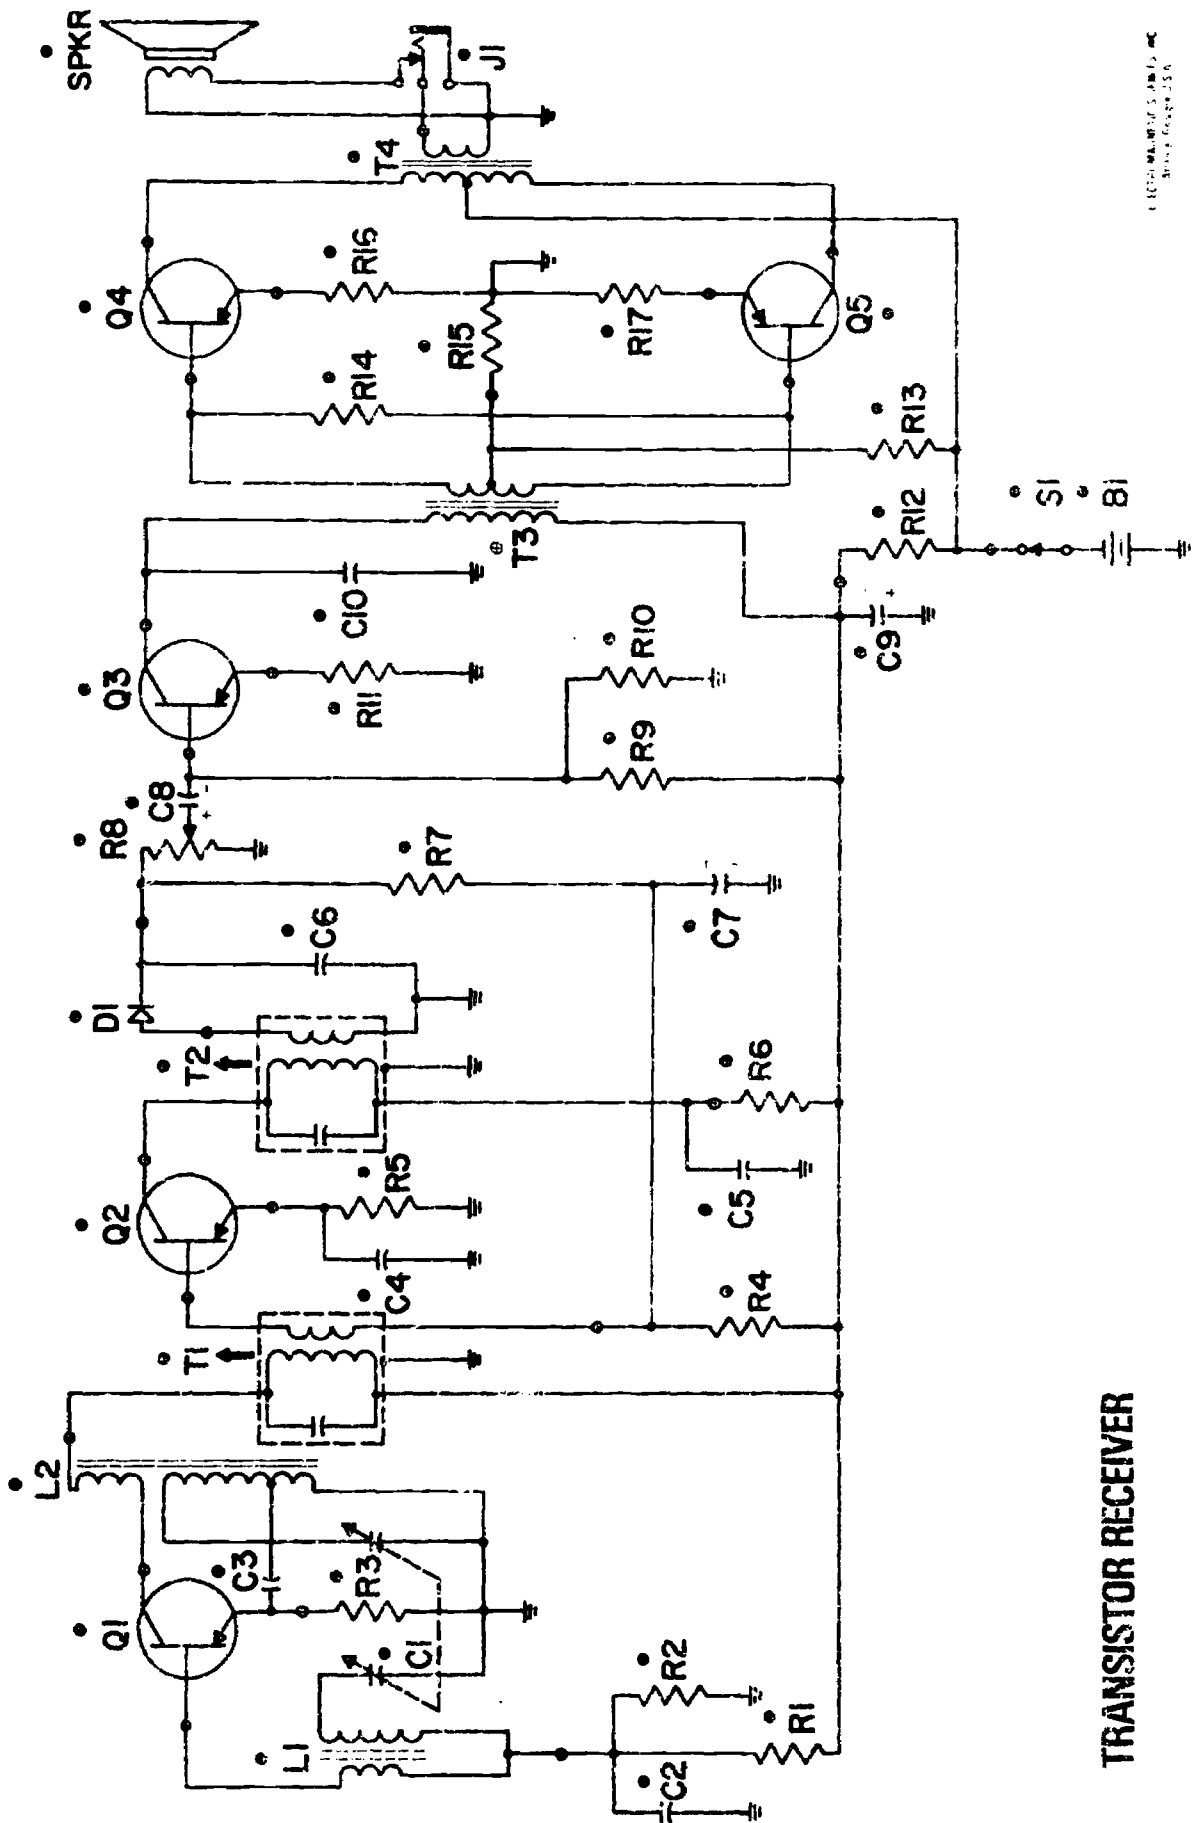 SPKR
J1
T4
Q4
R16
R15
R17
Q5
R14
R13
T3
R12
S1
B1
Q3
C10
R11
R10
R9
C9
+
C8
+ -
R8
R7
C7
C6
D1
T2
R6
C5
Q2
R5
C4
R4
T1
L2
Q1
C3
R3
C1
L1
R2
R1
C2
TRANSISTOR RECEIVER